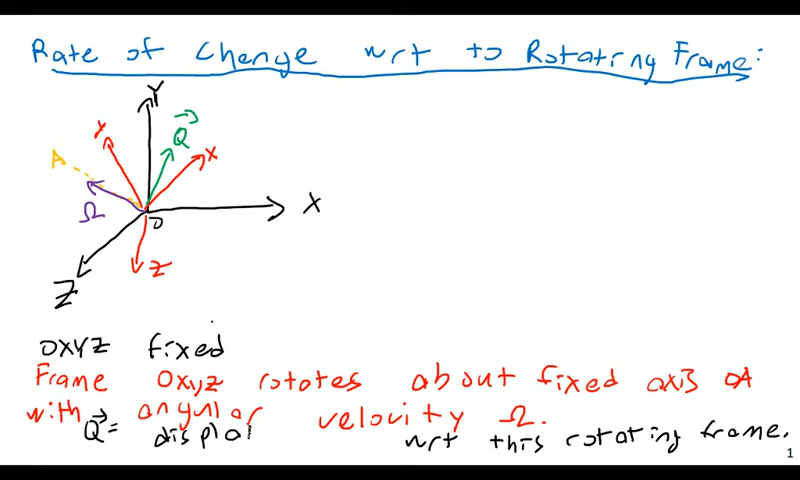 Rate of Change wrt to Rotating Frame:
Y
Q
x
x
A
Ω
O
X
z
Z
OXYZ fixed
Frame Oxyz rotates about fixed axis OA
with angular velocity Ω.
Q = displa wrt this rotating frame.
1